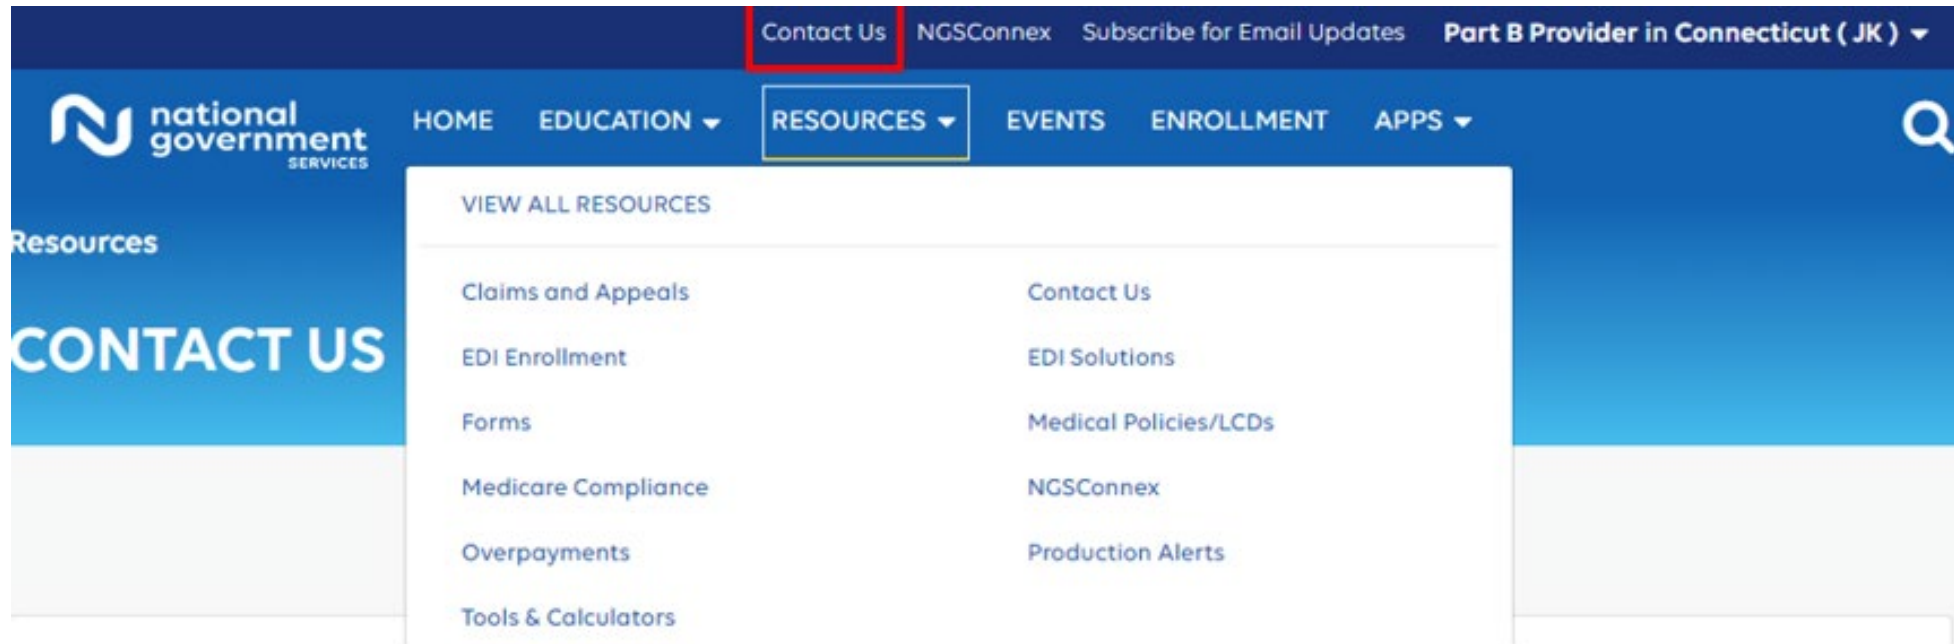 Contact Us NGSConnex Subscribe for Email Updates Part B Provider in Connecticut ( JK )
national
government
SERVICES
HOME EDUCATION RESOURCES EVENTS ENROLLMENT APPS
VIEW ALL RESOURCES
Resources
Claims and Appeals Contact Us
CONTACT US
EDI Enrollment EDI Solutions
Forms Medical Policies/LCDs
Medicare Compliance NGSConnex
Overpayments Production Alerts
Tools & Calculators